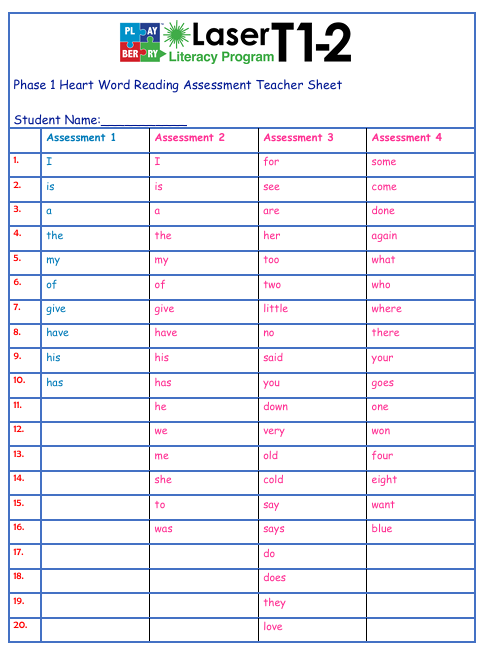 PL AY BER RY Laser T1-2
Literacy Program
Phase 1 Heart Word Reading Assessment Teacher Sheet
Student Name:___________
Assessment 1 Assessment 2 Assessment 3 Assessment 4
1. I I for some
2. is is see come
3. a a are done
4. the the her again
5. my my too what
6. of of two who
7. give give little where
8. have have no there
9. his his said your
10. has has you goes
11. he down one
12. we very won
13. me old four
14. she cold eight
15. to say want
16. was says blue
17. do
18. does
19. they
20. love